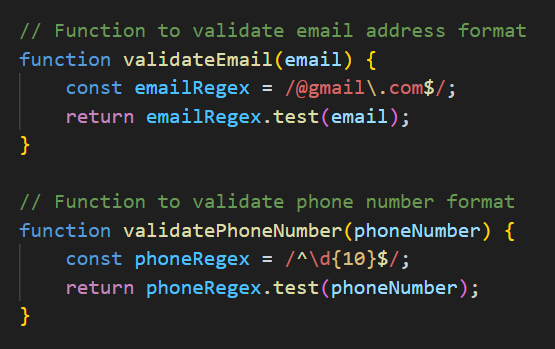 // Function to validate email address format
function validateEmail(email) {
    const emailRegex = /@gmail\.com$/;
    return emailRegex.test(email);
}

// Function to validate phone number format
function validatePhoneNumber(phoneNumber) {
    const phoneRegex = /^\d{10}$/;
    return phoneRegex.test(phoneNumber);
}